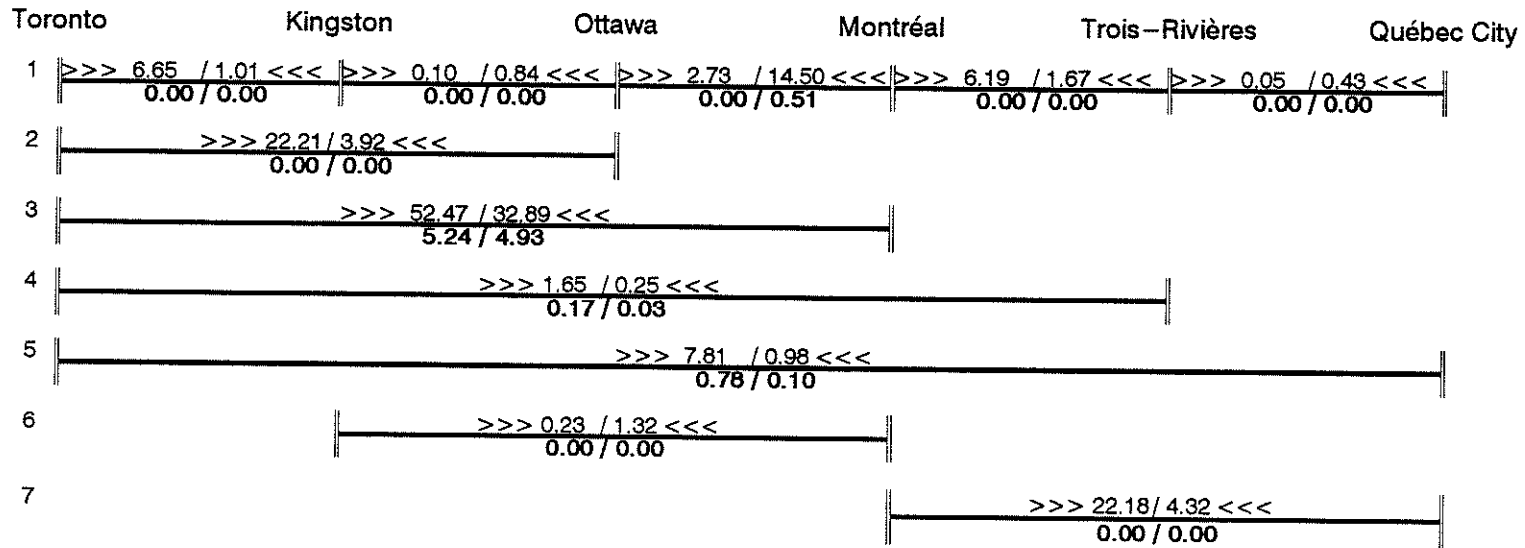 Toronto Kingston Ottawa Montréal Trois-Rivières Québec City
1 >>> 6.65 / 1.01 <<< >>> 0.10 / 0.84 <<< >>> 2.73 / 14.50 <<< >>> 6.19 / 1.67 <<< >>> 0.05 / 0.43 <<<
0.00 / 0.00 0.00 / 0.00 0.00 / 0.51 0.00 / 0.00 0.00 / 0.00
2 >>> 22.21 / 3.92 <<<
0.00 / 0.00
3 >>> 52.47 / 32.89 <<<
5.24 / 4.93
4 >>> 1.65 / 0.25 <<<
0.17 / 0.03
5 >>> 7.81 / 0.98 <<<
0.78 / 0.10
6 >>> 0.23 / 1.32 <<<
0.00 / 0.00
7 >>> 22.18 / 4.32 <<<
0.00 / 0.00